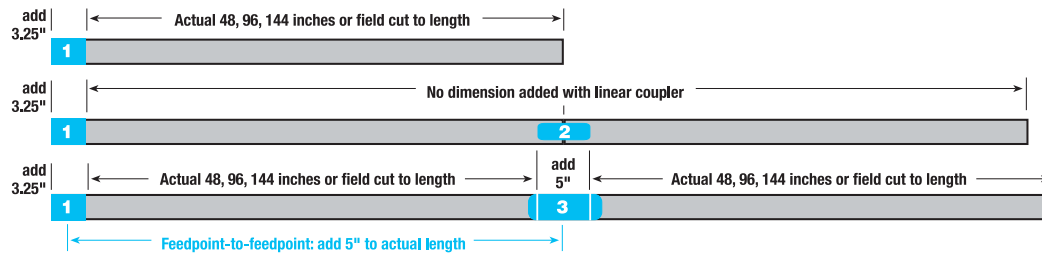 add
3.25"
Actual 48, 96, 144 inches or field cut to length
1
add
3.25"
No dimension added with linear coupler
1
2
add
3.25"
Actual 48, 96, 144 inches or field cut to length
add
5"
Actual 48, 96, 144 inches or field cut to length
1
3
Feedpoint-to-feedpoint: add 5" to actual length